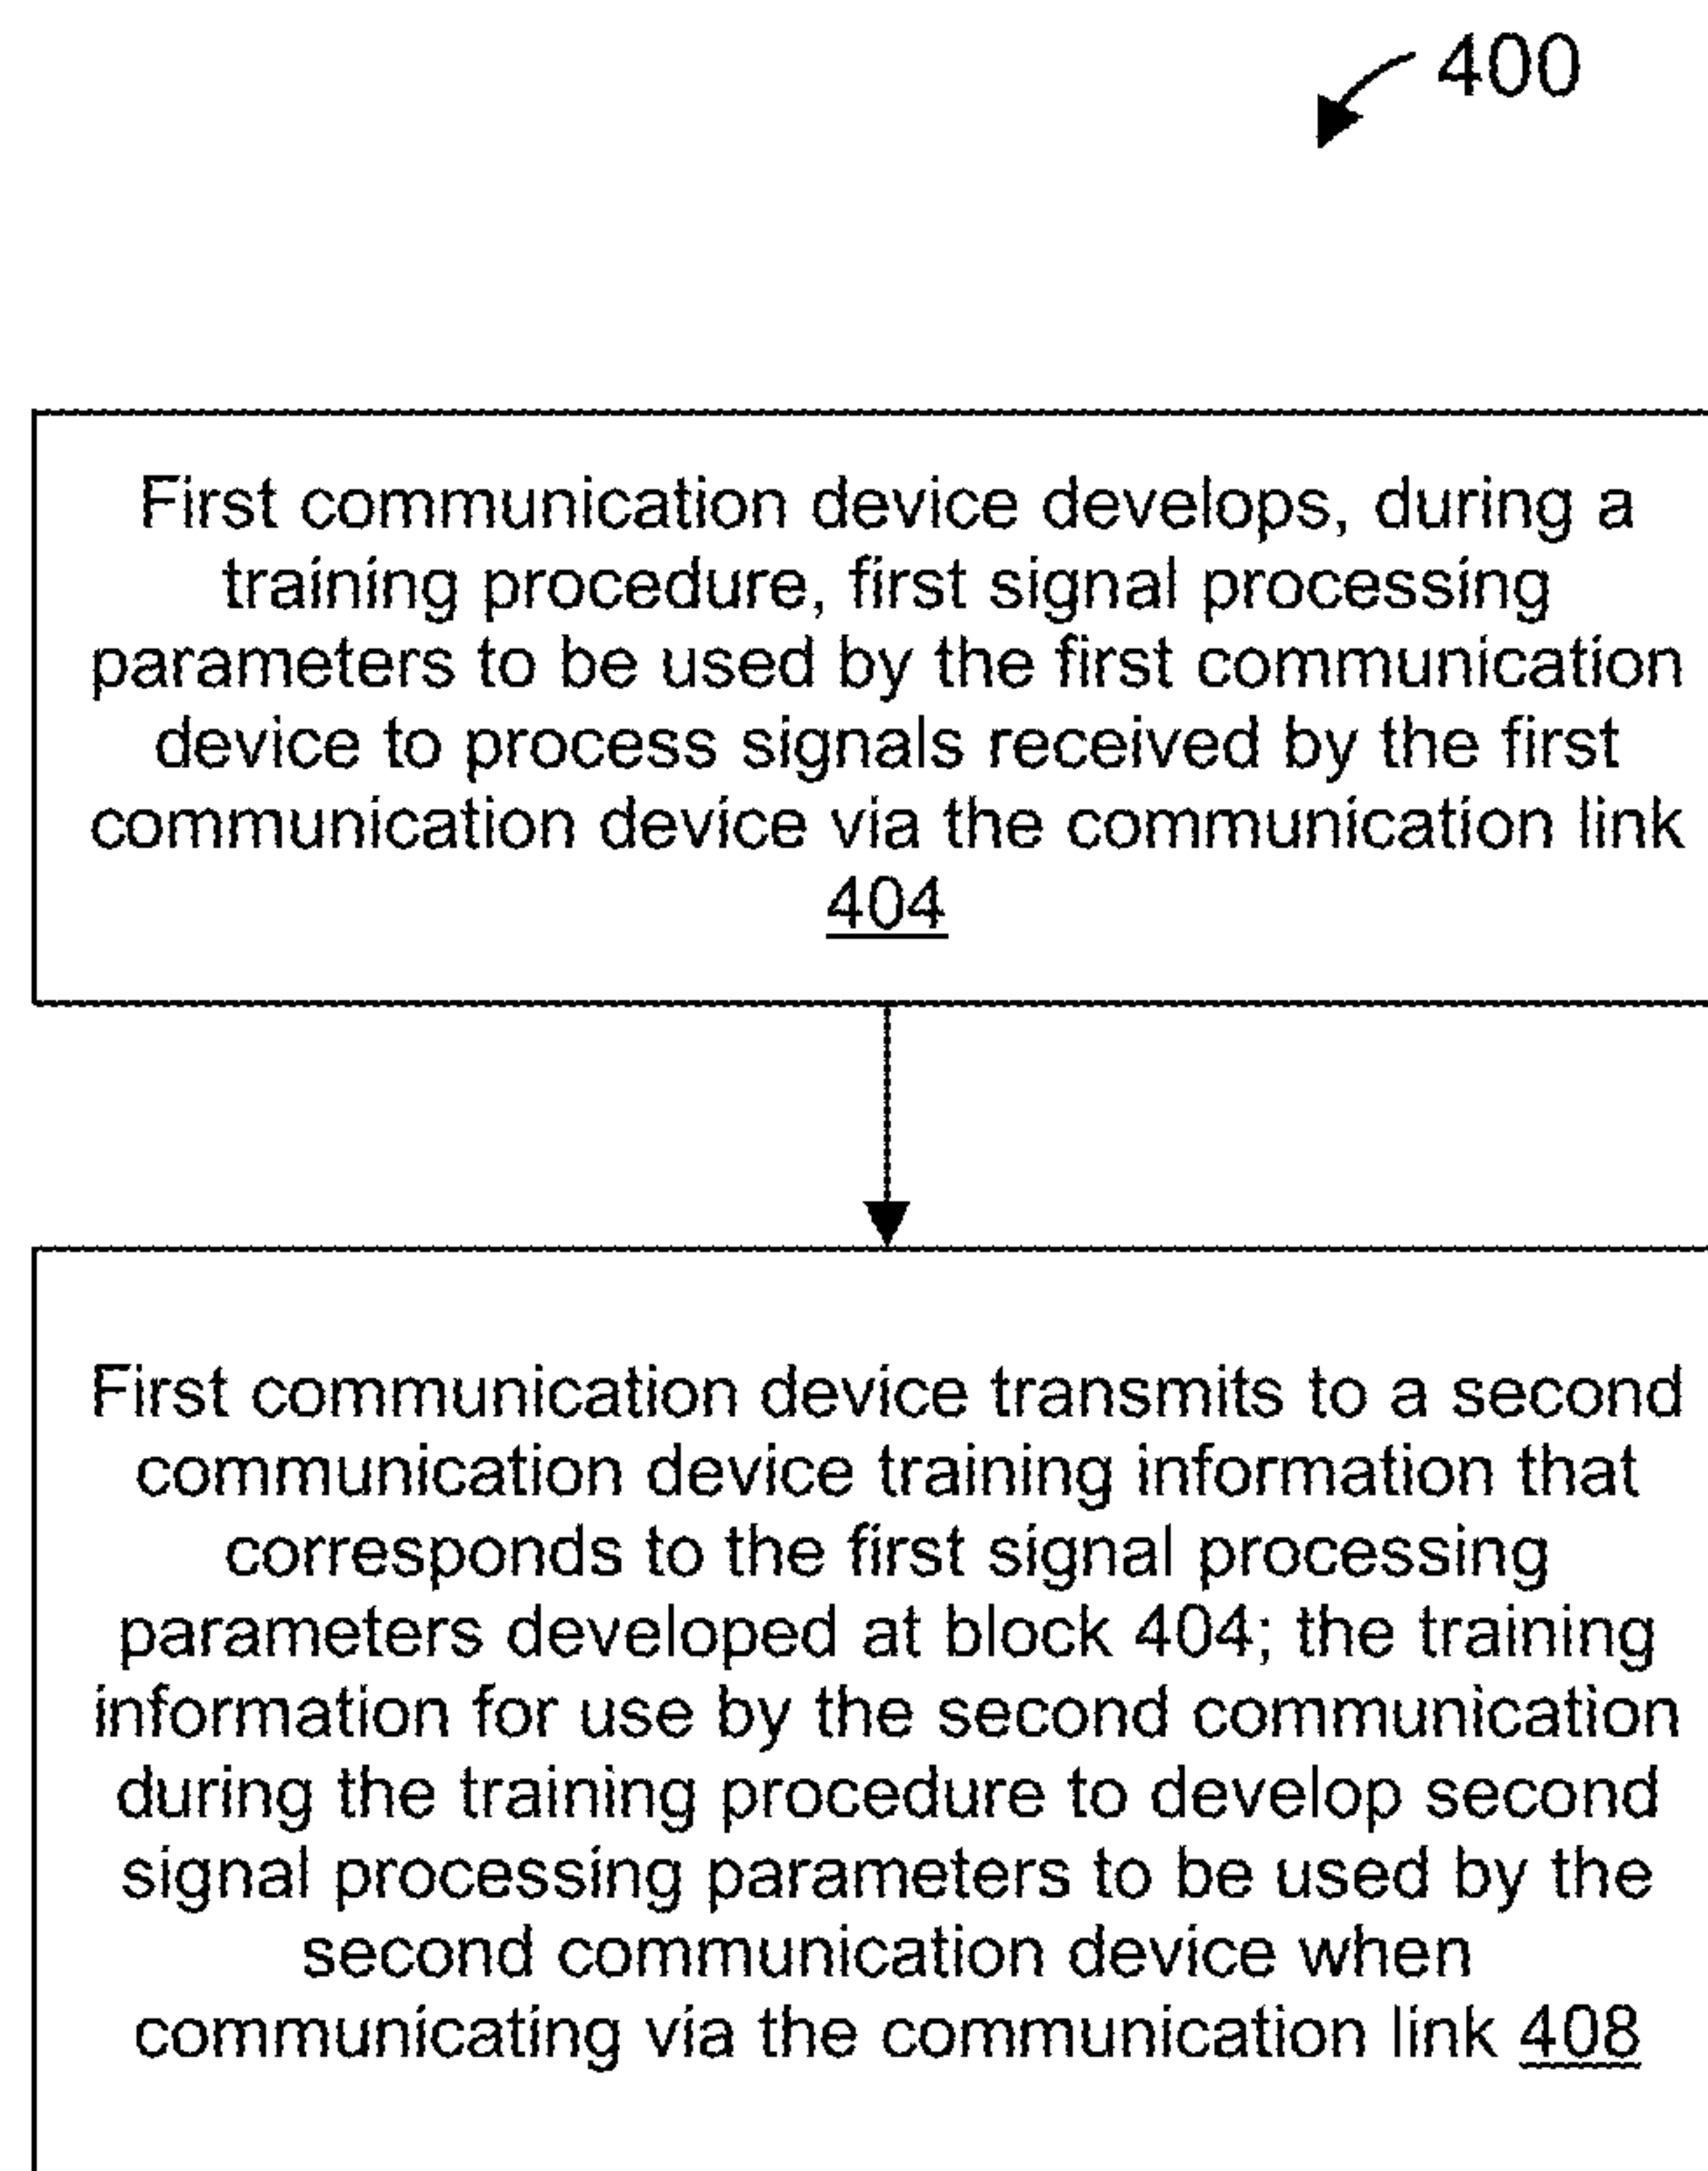 400
First communication device develops, during a
training procedure, first signal processing
parameters to be used by the first communication
device to process signals received by the first
communication device via the communication link
404
First communication device transmits to a second
communication device training information that
corresponds to the first signal processing
parameters developed at block 404; the training
information for use by the second communication
during the training procedure to develop second
signal processing parameters to be used by the
second communication device when
communicating via the communication link 408